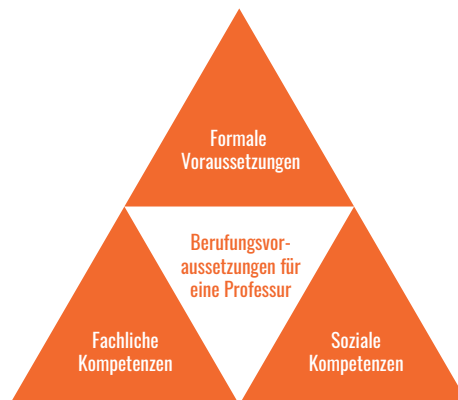 Formale
Voraussetzungen
Berufungsvor-
aussetzungen für
eine Professur
Fachliche
Kompetenzen
Soziale
Kompetenzen